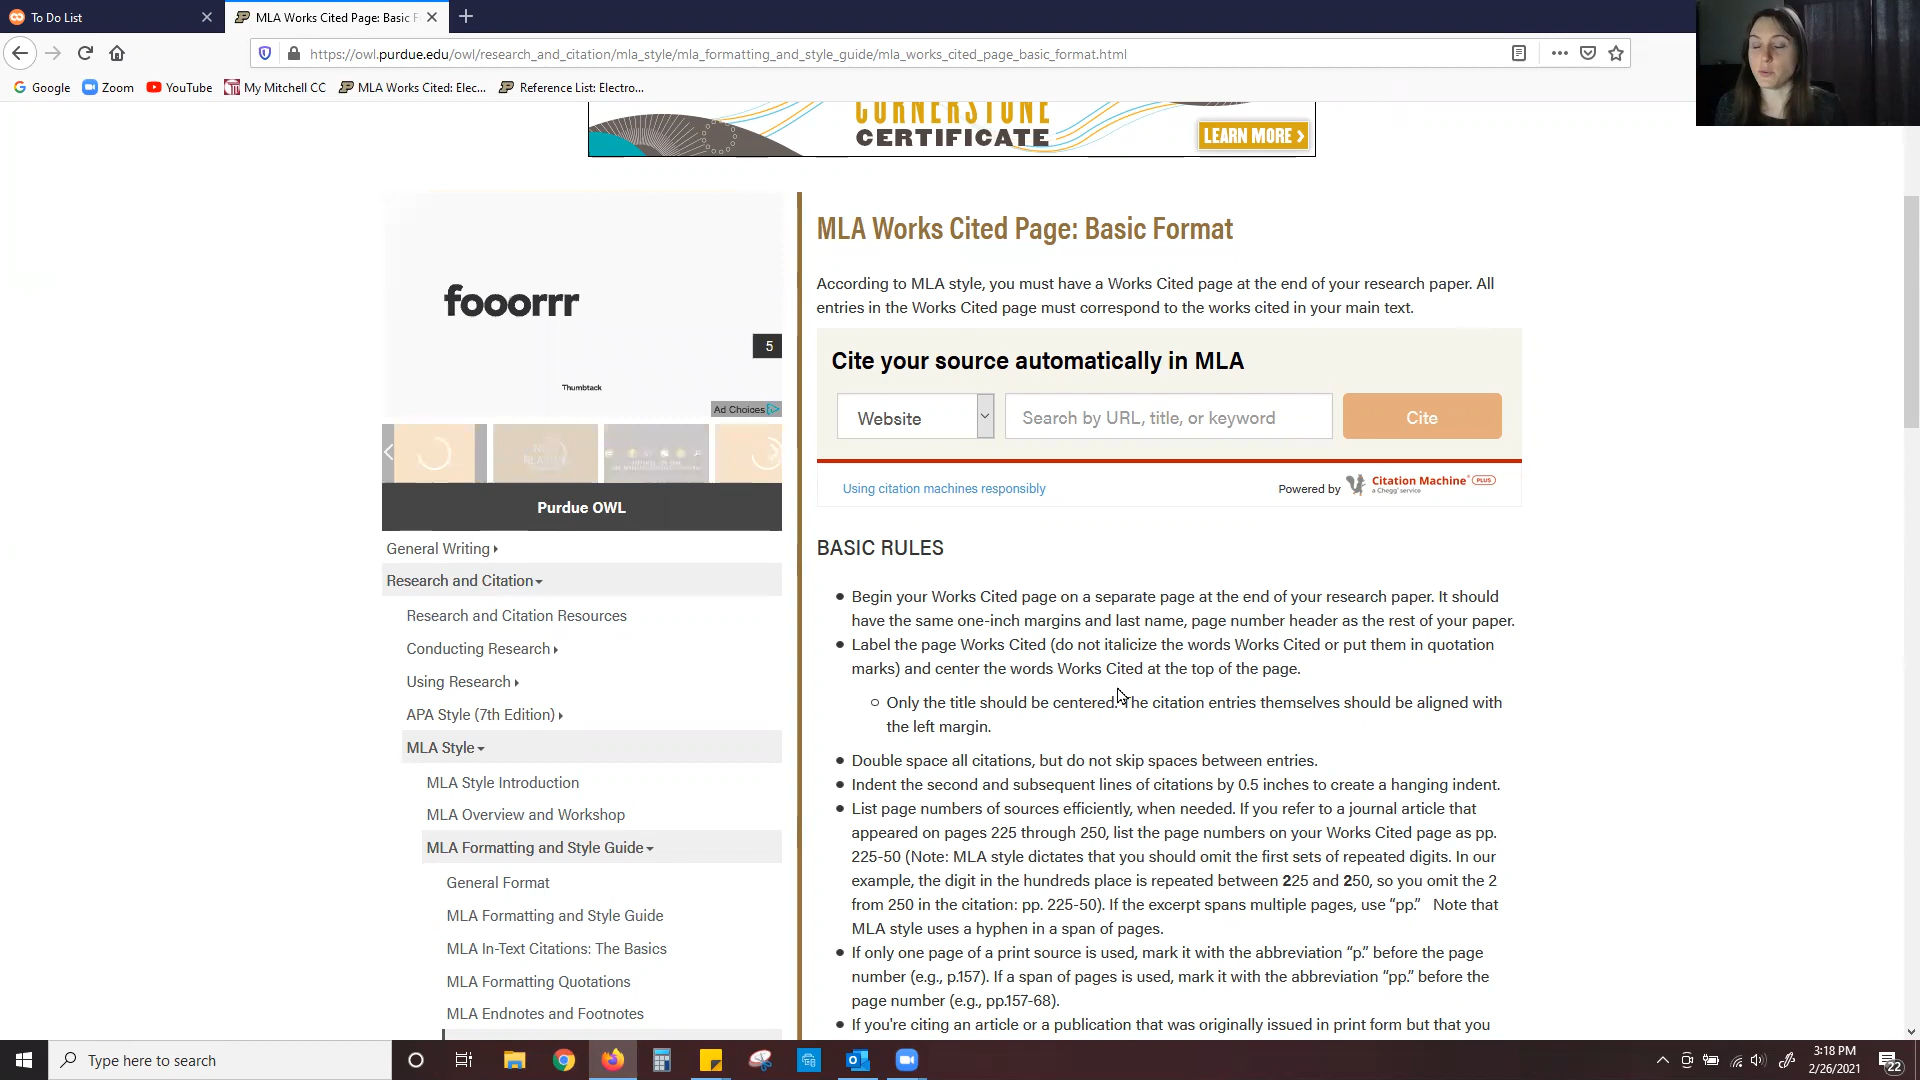 To Do List
MLA Works Cited Page: Basic F
https://owl.purdue.edu/owl/research_and_citation/mla_style/mla_formatting_and_style_guide/mla_works_cited_page_basic_format.html
Google Zoom YouTube My Mitchell CC MLA Works Cited: Elec... Reference List: Electro...
CORNERSTONE
CERTIFICATE
LEARN MORE >
fooorrr
5
Thumbtack
Ad Choices
Purdue OWL
General Writing
Research and Citation
Research and Citation Resources
Conducting Research
Using Research
APA Style (7th Edition)
MLA Style
MLA Style Introduction
MLA Overview and Workshop
MLA Formatting and Style Guide
General Format
MLA Formatting and Style Guide
MLA In-Text Citations: The Basics
MLA Formatting Quotations
MLA Endnotes and Footnotes
MLA Works Cited Page: Basic Format
According to MLA style, you must have a Works Cited page at the end of your research paper. All
entries in the Works Cited page must correspond to the works cited in your main text.
Cite your source automatically in MLA
Website
Search by URL, title, or keyword
Cite
Using citation machines responsibly
Powered by Citation Machine PLUS
a Chegg service
BASIC RULES
Begin your Works Cited page on a separate page at the end of your research paper. It should
have the same one-inch margins and last name, page number header as the rest of your paper.
Label the page Works Cited (do not italicize the words Works Cited or put them in quotation
marks) and center the words Works Cited at the top of the page.
Only the title should be centered. The citation entries themselves should be aligned with
the left margin.
Double space all citations, but do not skip spaces between entries.
Indent the second and subsequent lines of citations by 0.5 inches to create a hanging indent.
List page numbers of sources efficiently, when needed. If you refer to a journal article that
appeared on pages 225 through 250, list the page numbers on your Works Cited page as pp.
225-50 (Note: MLA style dictates that you should omit the first sets of repeated digits. In our
example, the digit in the hundreds place is repeated between 225 and 250, so you omit the 2
from 250 in the citation: pp. 225-50). If the excerpt spans multiple pages, use “pp.” Note that
MLA style uses a hyphen in a span of pages.
If only one page of a print source is used, mark it with the abbreviation “p.” before the page
number (e.g., p.157). If a span of pages is used, mark it with the abbreviation “pp.” before the
page number (e.g., pp.157-68).
If you're citing an article or a publication that was originally issued in print form but that you
Type here to search
3:18 PM
2/26/2021
22